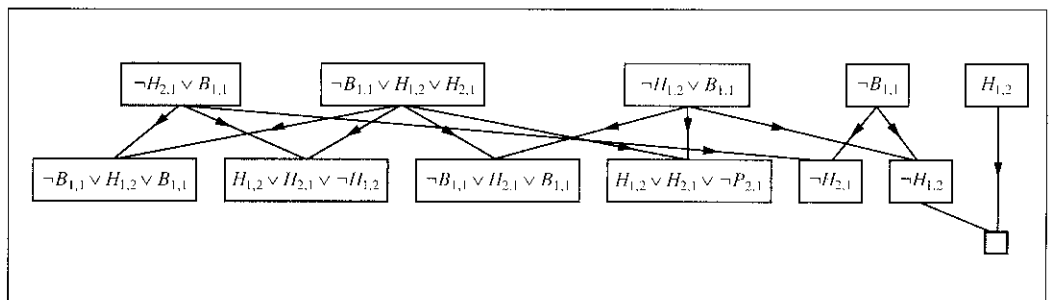 ¬H2,1 ∨ B1,1 ¬B1,1 ∨ H1,2 ∨ H2,1 ¬H1,2 ∨ B1,1 ¬B1,1 H1,2
¬B1,1 ∨ H1,2 ∨ B1,1 H1,2 ∨ H2,1 ∨ ¬H1,2 ¬B1,1 ∨ H2,1 ∨ B1,1 H1,2 ∨ H2,1 ∨ ¬P2,1 ¬H2,1 ¬H1,2